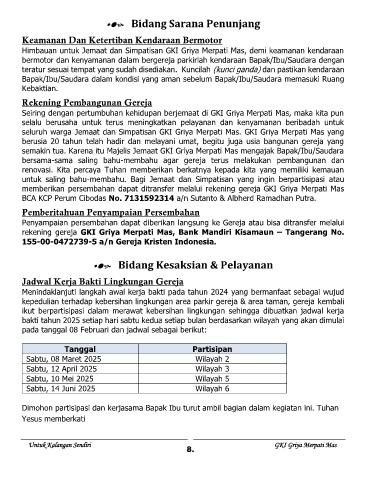 Bidang Sarana Penunjang
Keamanan Dan Ketertiban Kendaraan Bermotor
Himbauan untuk Jemaat dan Simpatisan GKI Griya Merpati Mas, demi keamanan kendaraan
bermotor dan kenyamanan dalam bergereja parkiriah kendaraan Bapak/Ibu/Saudara dengan
teratur sesuai tempat yang sudah disediakan. Kuncilah (kunci ganda) dan pastikan kendaraan
Bapak/Ibu/Saudara dalam kondisi yang aman sebelum Bapak/Ibu/Saudara memasuki Ruang
Kebaktian.
Rekening Pembangunan Gereja
Seiring dengan pertumbuhan kehidupan berjemaat di GKI Griya Merpati Mas, maka kita pun
selalu berusaha untuk terus meningkatkan pelayanan dan kenyamanan beribadah untuk
seluruh warga Jemaat dan Simpatisan GKI Griya Merpati Mas. GKI Griya Merpati Mas yang
berusia 20 tahun telah hadir dan melayani umat, begitu juga usia bangunan gereja yang
semakin tua. Karena itu Majelis Jemaat GKI Griya Merpati Mas mengajak Bapak/Ibu/Saudara
bersama-sama saling bahu-membahu agar gereja terus melakukan pembangunan dan
renovasi. Kita percaya Tuhan memberikan berkatnya kepada kita yang memiliki kemauan
untuk saling bahu-membahu. Bagi Jemaat dan Simpatisan yang ingin berpartisipasi atau
memberikan persembahan dapat ditransfer melalui rekening gereja GKI Griya Merpati Mas
BCA KCP Perum Cibodas No. 7131592314 a/n Sutanto & Albherd Ramadhan Putra.
Pemberitahuan Penyampaian Persembahan
Penyampaian persembahan dapat diberikan langsung ke Gereja atau bisa ditransfer melalui
rekening gereja GKI Griya Merpati Mas, Bank Mandiri Kisamaun – Tangerang No.
155-00-0472739-5 a/n Gereja Kristen Indonesia.
Bidang Kesaksian & Pelayanan
Jadwal Kerja Bakti Lingkungan Gereja
Menindaklanjuti langkah awal kerja bakti pada tahun 2024 yang bermanfaat sebagai wujud
kepedulian terhadap kebersihan lingkungan area parkir gereja & area taman, gereja kembali
ikut berpartisipasi dalam merawat kebersihan lingkungan sehingga dibuatkan jadwal kerja
bakti tahun 2025 setiap hari sabtu kedua setiap bulan berdasarkan wilayah yang akan dimulai
pada tanggal 08 Februari dan jadwal sebagai berikut:
Tanggal Partisipan
Sabtu, 08 Maret 2025 Wilayah 2
Sabtu, 12 April 2025 Wilayah 3
Sabtu, 10 Mei 2025 Wilayah 5
Sabtu, 14 Juni 2025 Wilayah 6
Dimohon partisipasi dan kerjasama Bapak Ibu turut ambil bagian dalam kegiatan ini. Tuhan
Yesus memberkati
Untuk Kalangan Sendiri GKI Griya Merpati Mas
8.